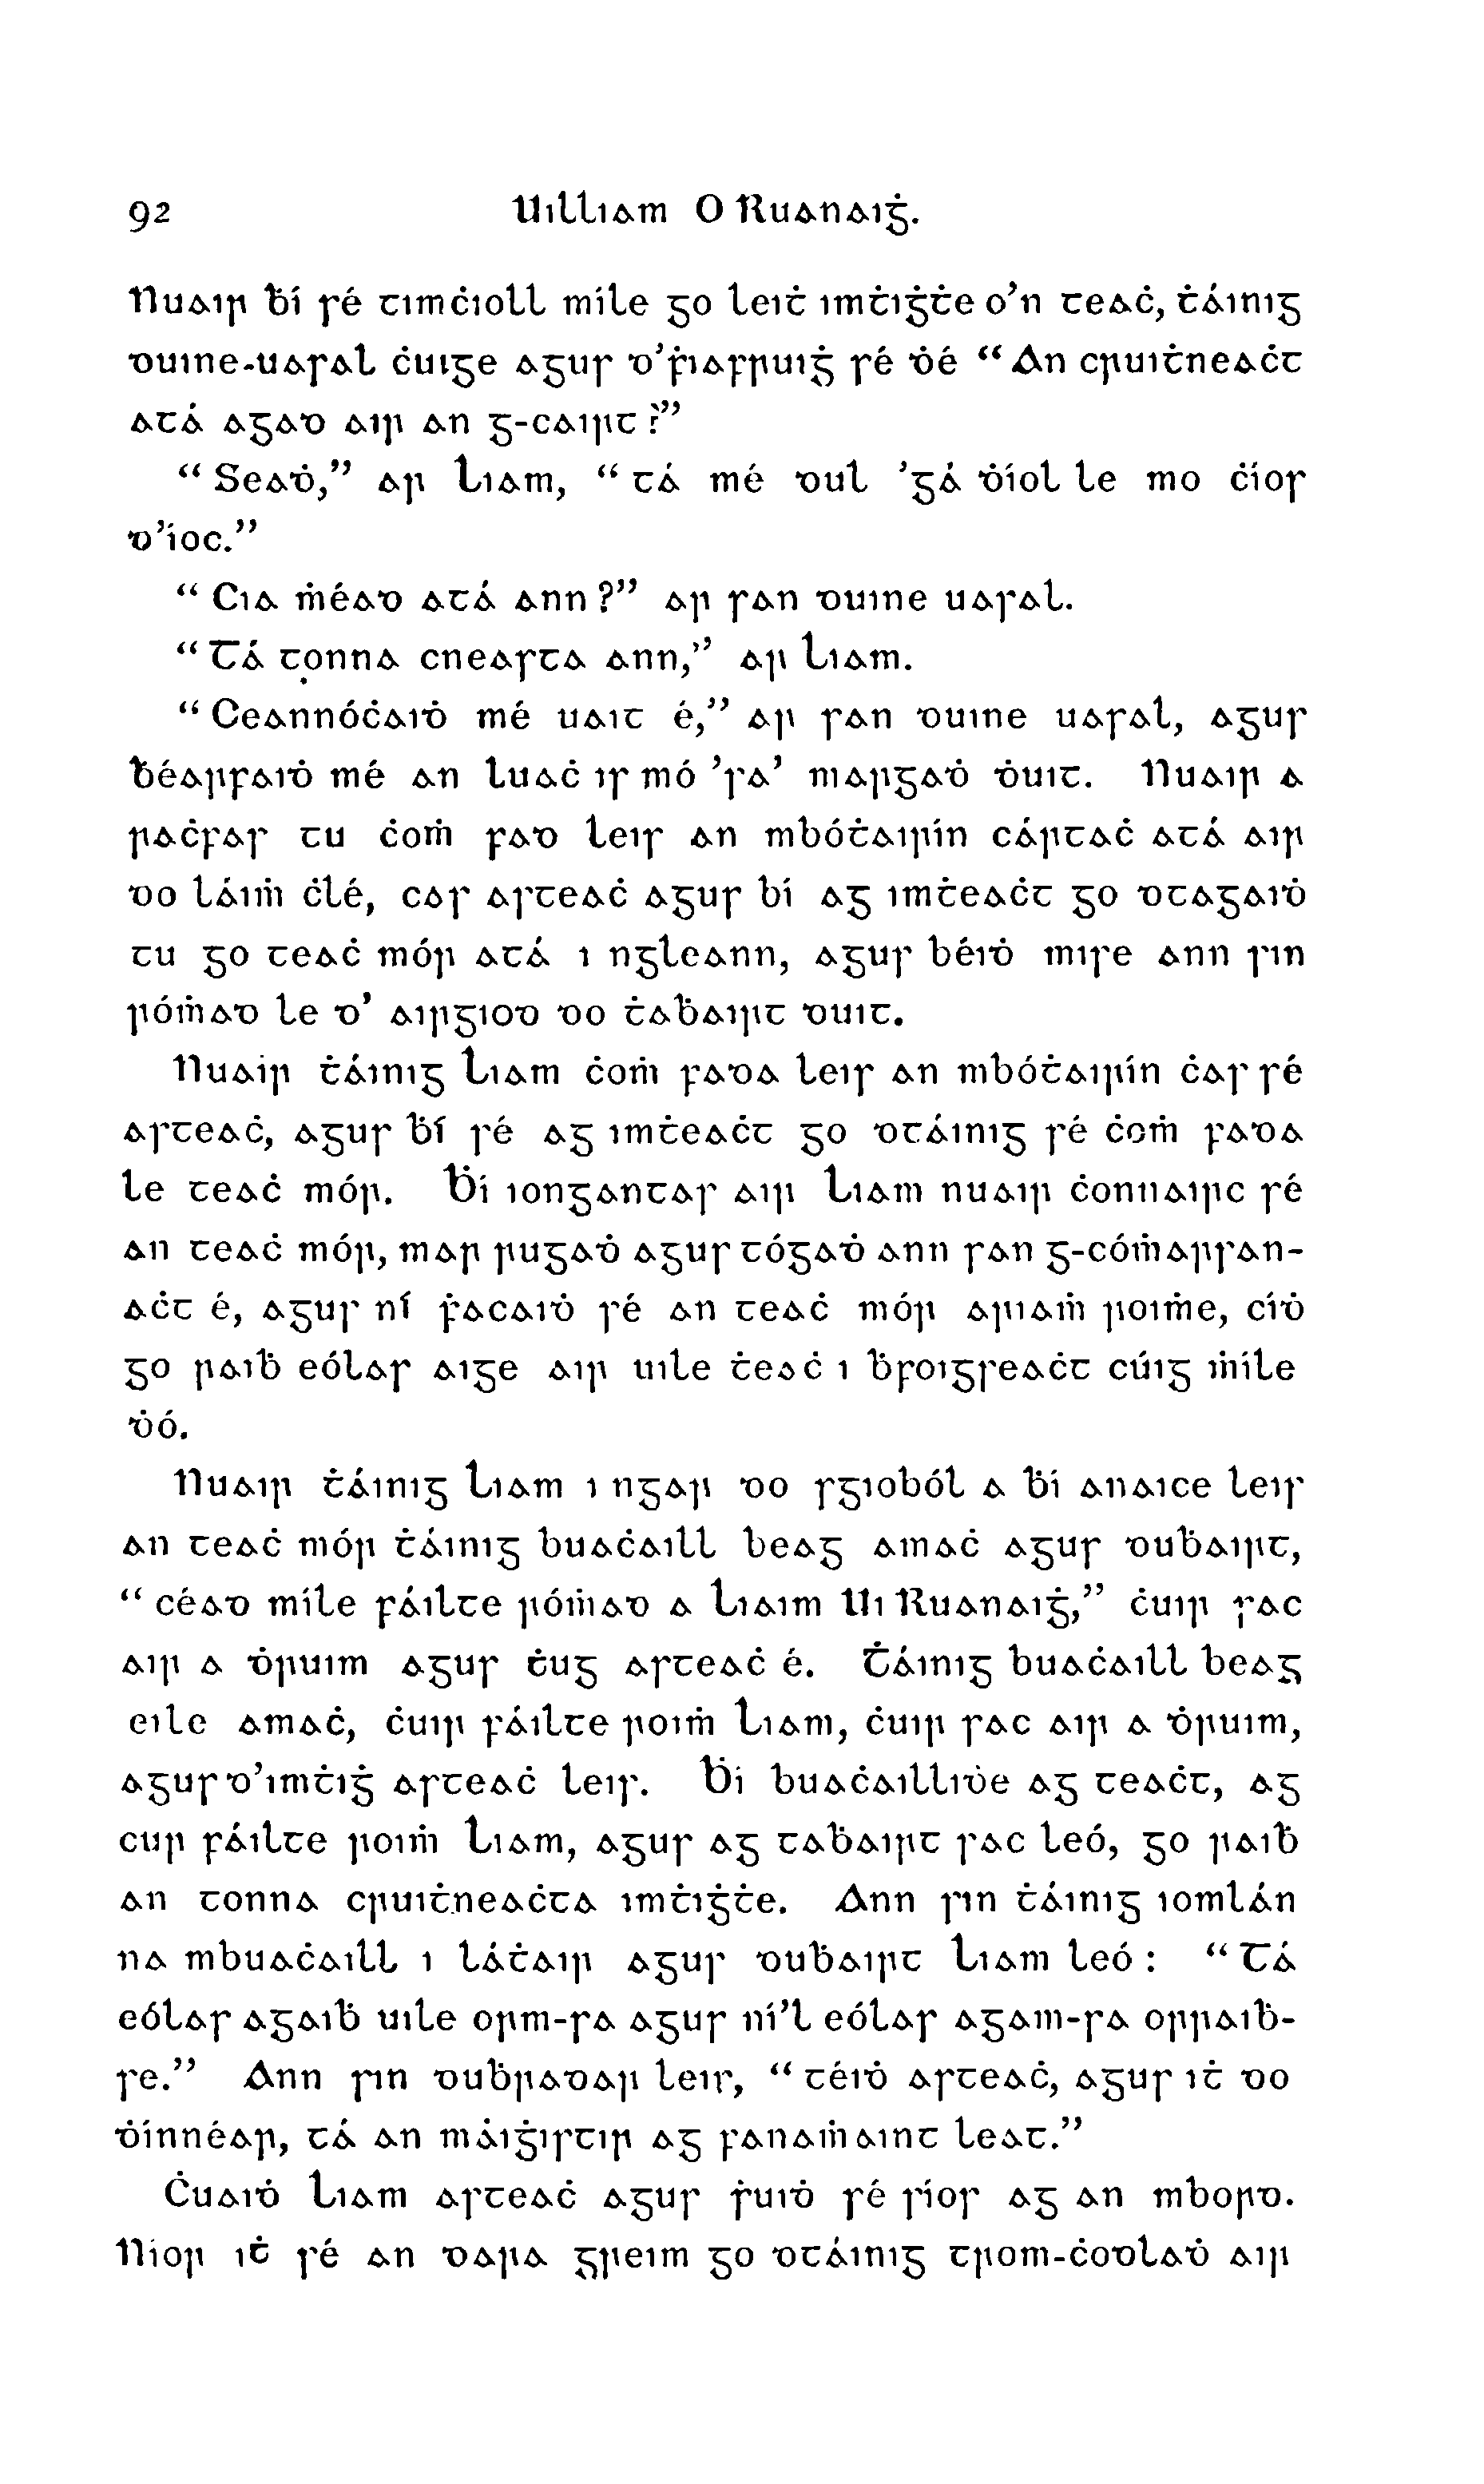 92 Uilliam O Ruanaiġ.
Nuair ḃí sé timċioll míle go leiṫ imṫiġṫe o'n teaċ, ṫáinig
duine-uasal ċuige agus d'ḟiafruiġ sé ḋé “An cruiṫneaċt
atá agad air an g-cairt?”
“Seaḋ,” ar Liam, “tá mé dul 'gá ḋíol le mo ċíos
d'íoc.”
“Cia ṁéad atá ann?” ar san duine uasal.
“Tá tonna cneasta ann,” ar Liam.
“Ceannóċaiḋ mé uait é,” ar san duine uasal, agus
ḃéarfaiḋ mé an luaċ is mó 'sa' margaḋ ḋuit. Nuair a
raċfas tu ċoṁ fad leis an mbóṫairín cártaċ atá air
do láiṁ ċlé, cas asteaċ agus bí ag imṫeaċt go dtagaiḋ
tu go teaċ mór atá i ngleann, agus béiḋ mise ann sin
róṁad le d' airgiod do ṫaḃairt duit.
Nuair ṫáinig Liam ċoṁ fada leis an mbóṫairín ċas sé
asteaċ, agus ḃí sé ag imṫeaċt go dtáinig sé ċoṁ fada
le teaċ mór. Ḃí iongantas air Liam nuair ċonnairc sé
an teaċ mór, mar rugaḋ agus tógaḋ ann san g-cóṁarsan-
aċt é, agus ní ḟacaiḋ sé an teaċ mór ariaṁ roiṁe, cíḋ
go raiḃ eólas aige air uile ṫeaċ i ḃfoigseaċt cúig ṁíle
ḋó.
Nuair ṫáinig Liam i ngar do sgioból a ḃí anaice leis
an teaċ mór ṫáinig buaċaill beag amaċ agus duḃairt,
“céad míle fáilte róṁad a Liaim Ui Ruanaiġ,” ċuir sac
air a ḋruim agus ṫug asteaċ é. Ṫáinig buaċaill beag
eile amaċ, ċuir fáilte roiṁ Liam, ċuir sac air a ḋruim,
agus d'imṫiġ asteaċ leis. Ḃí buaċailliḋe ag teaċt, ag
cur fáilte roiṁ Liam, agus ag taḃairt sac leó, go raiḃ
an tonna cruiṫneaċta imṫiġṫe. Ann sin ṫáinig iomlán
na mbuaċaill i láṫair agus duḃairt Liam leó: “Tá
eólas agaiḃ uile orm-sa agus ní'l eólas agam-sa orraiḃ-
se.” Ann sin duḃradar leis, “téiḋ asteaċ, agus iṫ do
ḋínnéar, tá an máiġistir ag fanaṁaint leat.”
Ċuaiḋ Liam asteaċ agus ṡuiḋ sé síos ag an mbord.
Níor iṫ sé an dara greim go dtáinig trom-ċodlaḋ air